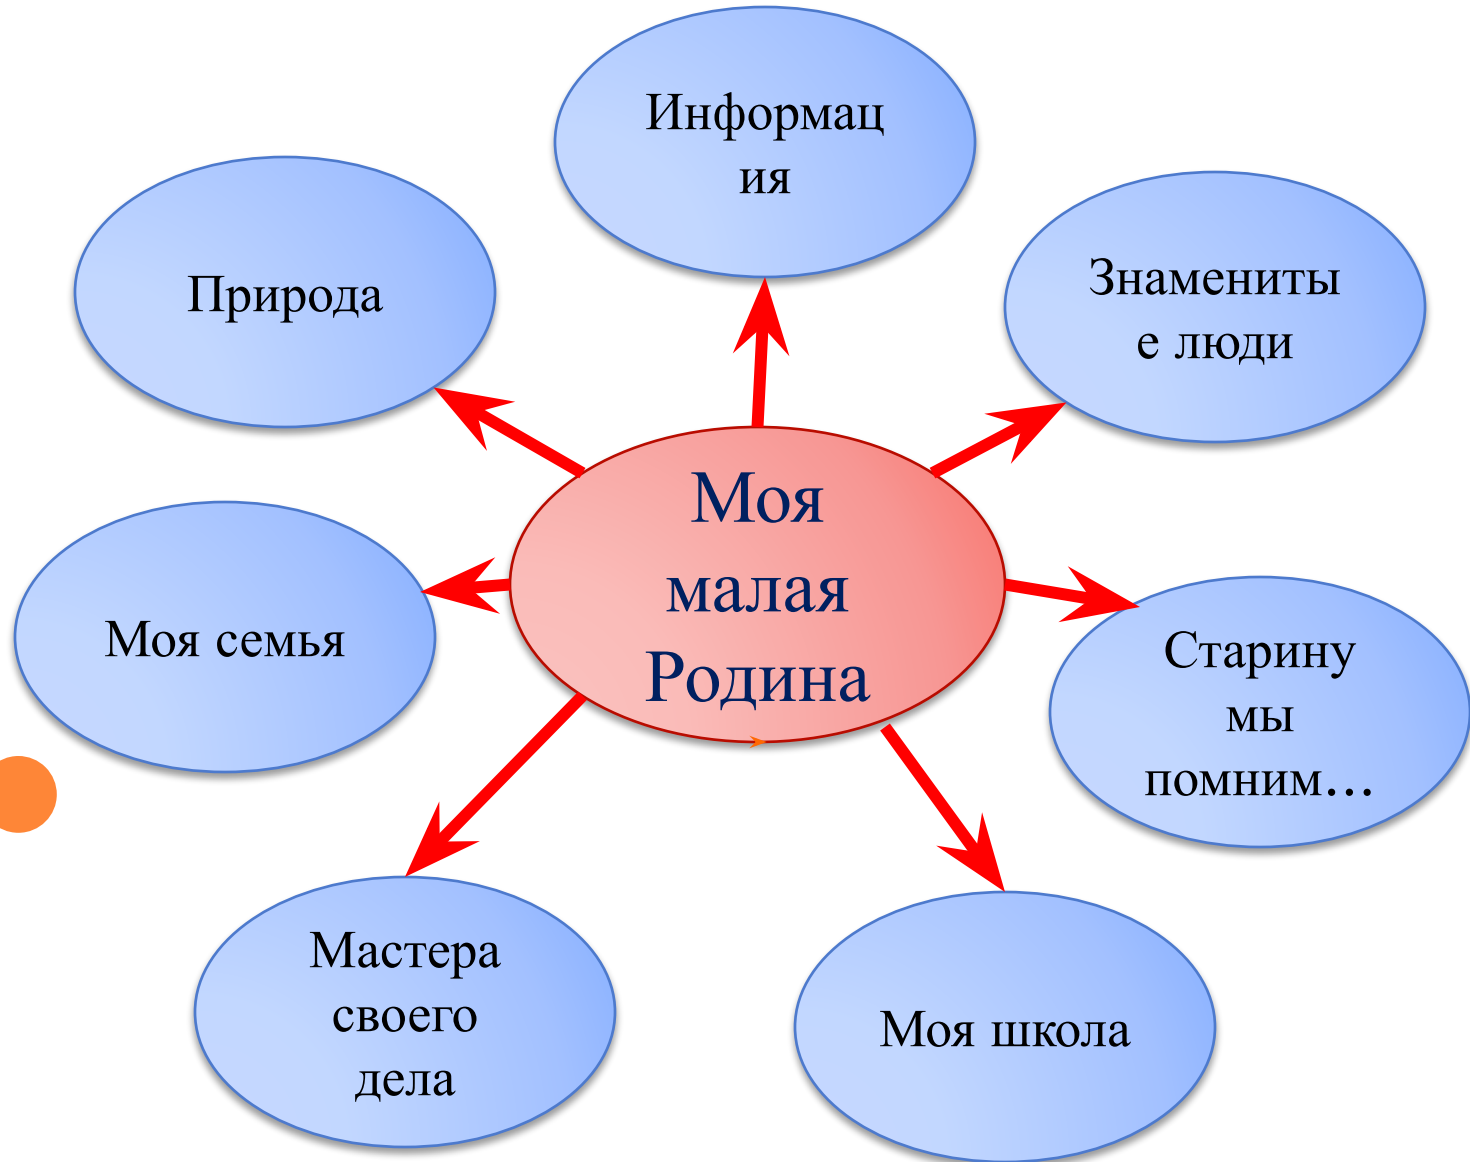 Информац
ия
Природа
Знамениты
е люди
Моя
малая
Родина
Моя семья
Старину
мы
помним…
Мастера
своего
дела
Моя школа